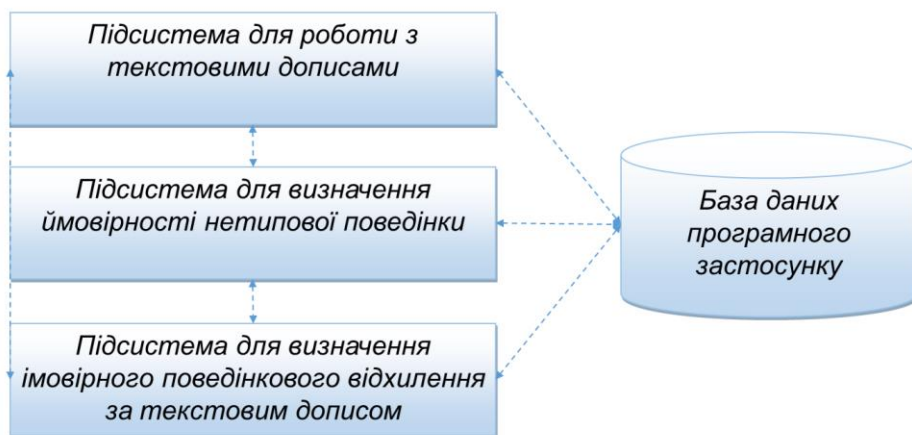 Підсистема для роботи з
текстовими дописами
Підсистема для визначення
ймовірності нетипової поведінки
Підсистема для визначення
імовірного поведінкового відхилення
за текстовим дописом
База даних
програмного
застосунку